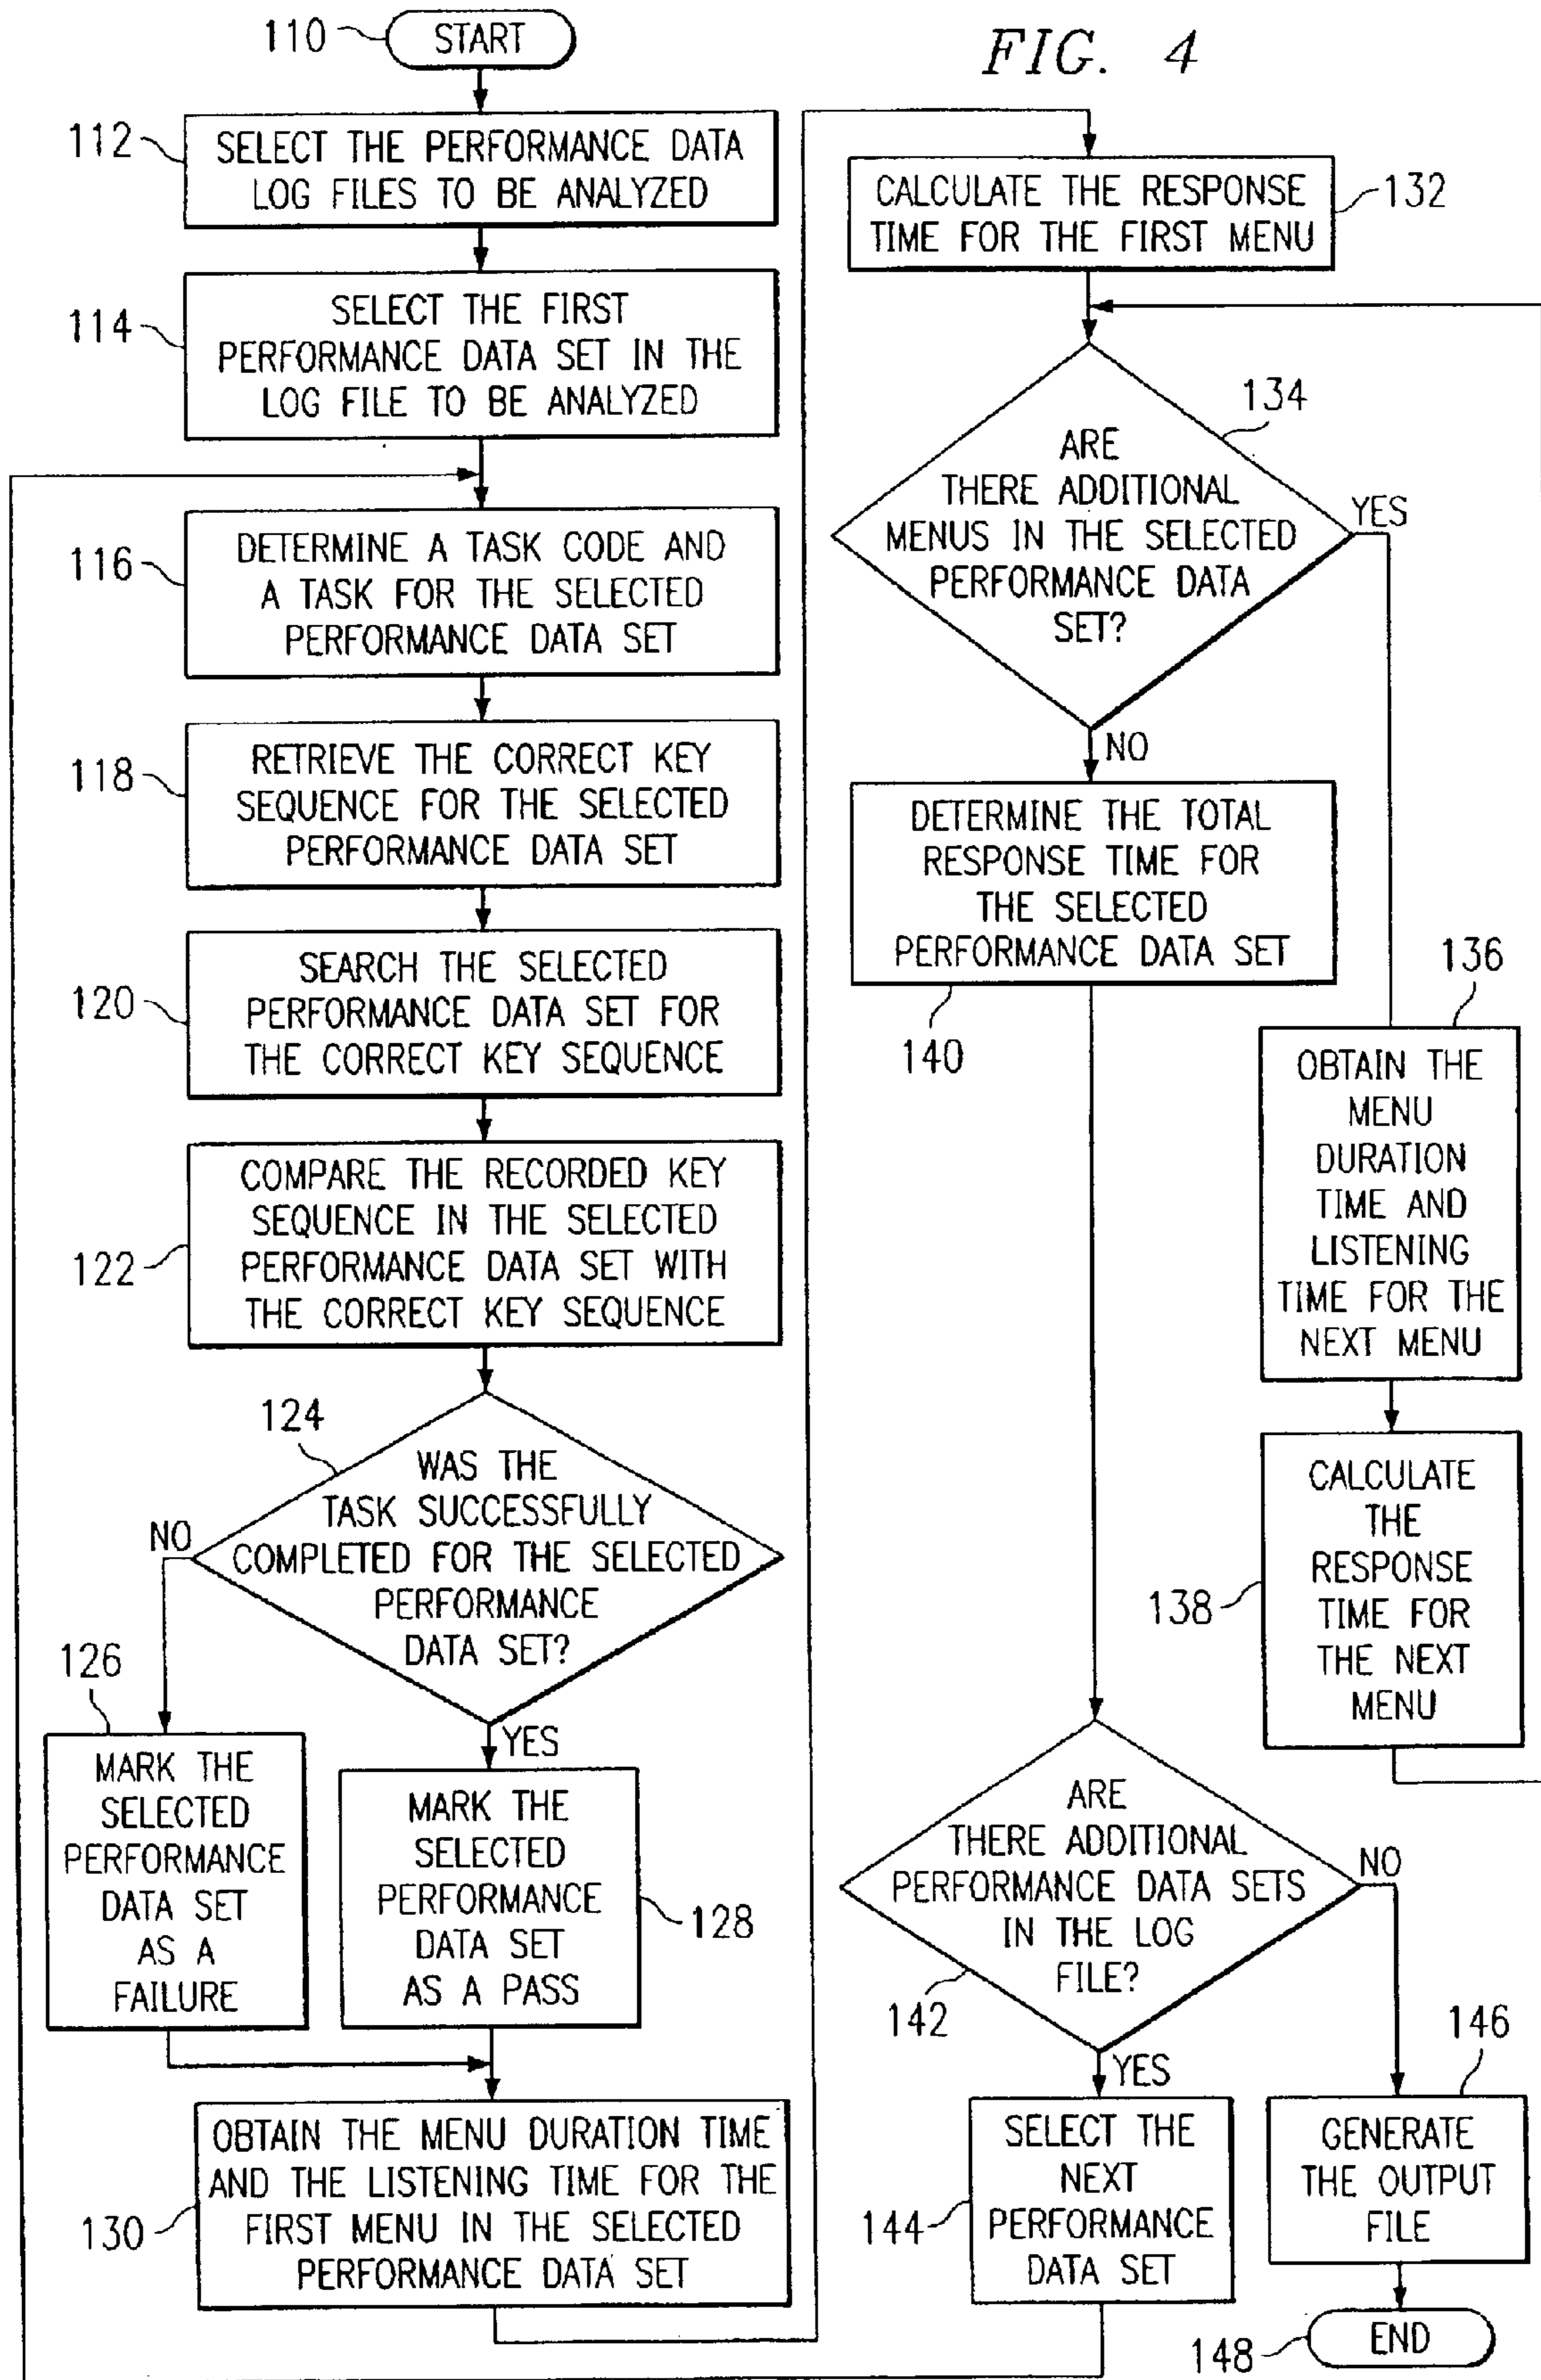 FIG. 4
110
START
112
SELECT THE PERFORMANCE DATA
LOG FILES TO BE ANALYZED
114
SELECT THE FIRST
PERFORMANCE DATA SET IN THE
LOG FILE TO BE ANALYZED
116
DETERMINE A TASK CODE AND
A TASK FOR THE SELECTED
PERFORMANCE DATA SET
118
RETRIEVE THE CORRECT KEY
SEQUENCE FOR THE SELECTED
PERFORMANCE DATA SET
120
SEARCH THE SELECTED
PERFORMANCE DATA SET FOR
THE CORRECT KEY SEQUENCE
122
COMPARE THE RECORDED KEY
SEQUENCE IN THE SELECTED
PERFORMANCE DATA SET WITH
THE CORRECT KEY SEQUENCE
124
WAS THE
TASK SUCCESSFULLY
COMPLETED FOR THE SELECTED
PERFORMANCE
DATA SET?
NO
YES
126
MARK THE
SELECTED
PERFORMANCE
DATA SET
AS A
FAILURE
MARK THE
SELECTED
PERFORMANCE
DATA SET
AS A PASS
128
130
OBTAIN THE MENU DURATION TIME
AND THE LISTENING TIME FOR THE
FIRST MENU IN THE SELECTED
PERFORMANCE DATA SET
CALCULATE THE RESPONSE
TIME FOR THE FIRST MENU
132
134
ARE
THERE ADDITIONAL
MENUS IN THE SELECTED
PERFORMANCE DATA
SET?
YES
NO
DETERMINE THE TOTAL
RESPONSE TIME FOR
THE SELECTED
PERFORMANCE DATA SET
140
136
OBTAIN THE
MENU
DURATION
TIME AND
LISTENING
TIME FOR THE
NEXT MENU
138
CALCULATE
THE
RESPONSE
TIME FOR
THE NEXT
MENU
ARE
THERE ADDITIONAL
PERFORMANCE DATA SETS
IN THE LOG
FILE?
142
NO
YES
144
SELECT THE
NEXT
PERFORMANCE
DATA SET
146
GENERATE
THE OUTPUT
FILE
148
END